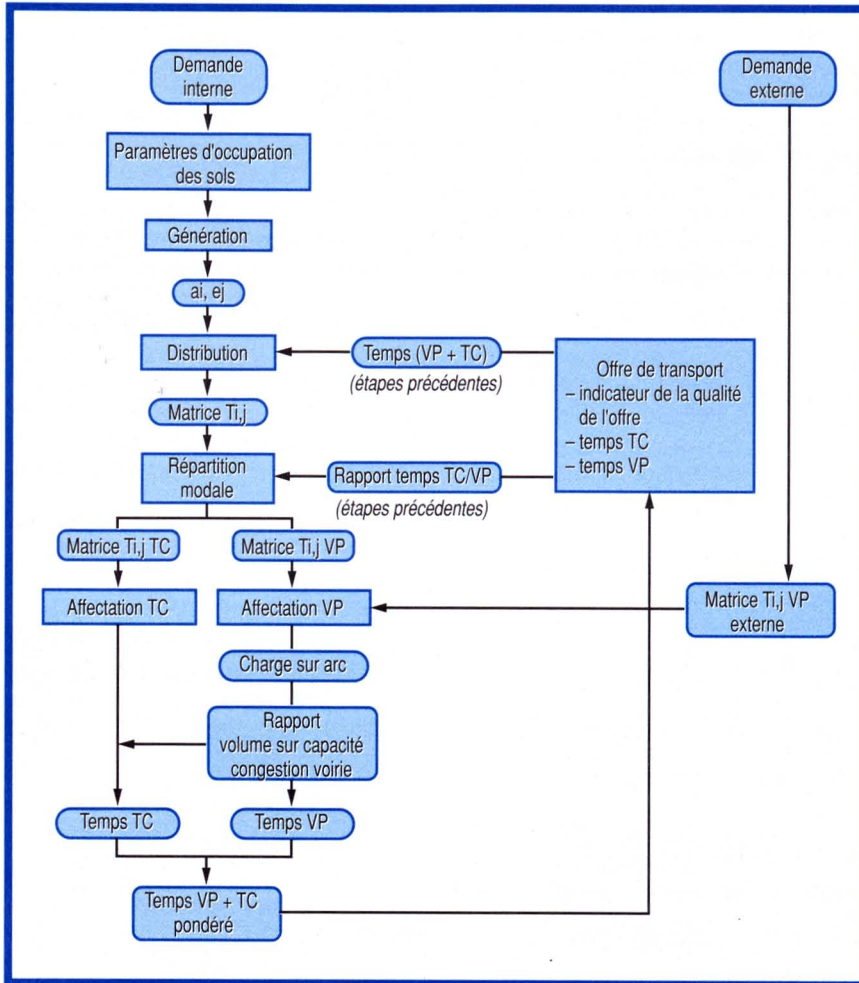 Demande
interne
Demande
externe
Paramètres d'occupation
des sols
Génération
ai, ej
Distribution
Temps (VP + TC)
(étapes précédentes)
Offre de transport
– indicateur de la qualité
de l'offre
– temps TC
– temps VP
Matrice Ti,j
Répartition
modale
Rapport temps TC/VP
(étapes précédentes)
Matrice Ti,j TC
Matrice Ti,j VP
Affectation TC
Affectation VP
Matrice Ti,j VP
externe
Charge sur arc
Rapport
volume sur capacité
congestion voirie
Temps TC
Temps VP
Temps VP + TC
pondéré